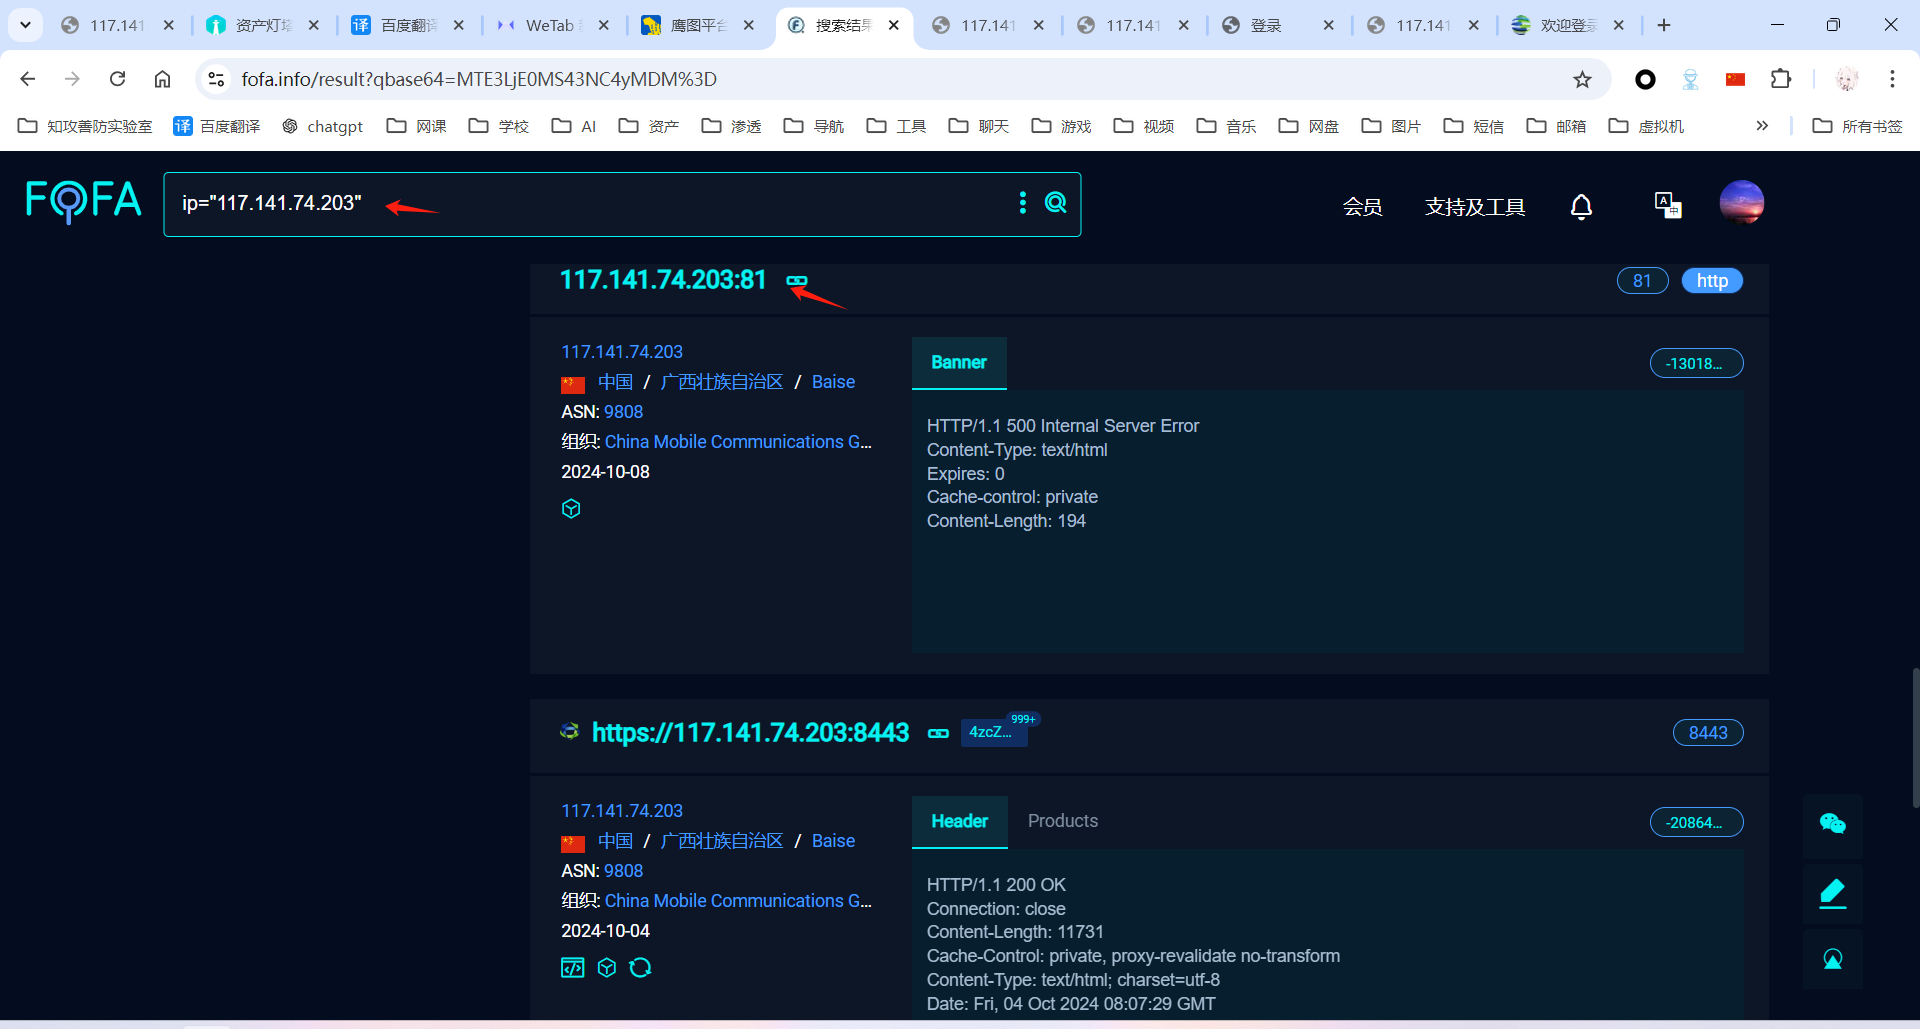 117.141
资产灯塔
百度翻译
WeTab
鹰图平台
搜索结果
117.141
117.141
登录
117.141
欢迎登录
fofa.info/result?qbase64=MTE3LjE0MS43NC4yMDM%3D
知攻善防实验室
百度翻译
chatgpt
网课
学校
AI
资产
渗透
导航
工具
聊天
游戏
视频
音乐
网盘
图片
短信
邮箱
虚拟机
所有书签
FOFA
ip="117.141.74.203"
会员
支持及工具
117.141.74.203:81
81
http
117.141.74.203
中国 / 广西壮族自治区 / Baise
ASN: 9808
组织: China Mobile Communications G...
2024-10-08
Banner
-13018...
HTTP/1.1 500 Internal Server Error
Content-Type: text/html
Expires: 0
Cache-control: private
Content-Length: 194
https://117.141.74.203:8443
4zcZ...
999+
8443
117.141.74.203
中国 / 广西壮族自治区 / Baise
ASN: 9808
组织: China Mobile Communications G...
2024-10-04
Header
Products
-20864...
HTTP/1.1 200 OK
Connection: close
Content-Length: 11731
Cache-Control: private, proxy-revalidate no-transform
Content-Type: text/html; charset=utf-8
Date: Fri, 04 Oct 2024 08:07:29 GMT